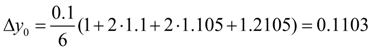 Δy₀ = 0.1/6 (1+2·1.1+2·1.105+1.2105) = 0.1103